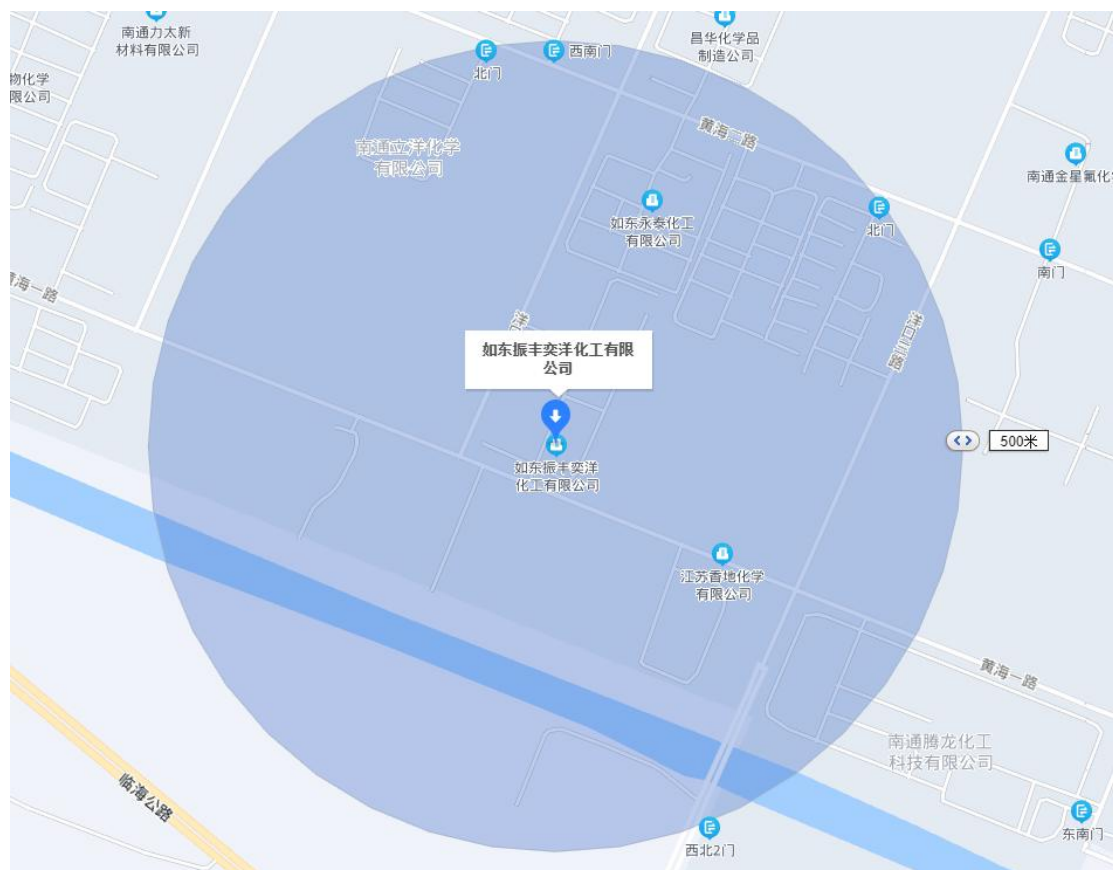 南通力太新
材料有限公司
北门
西南门
昌华化学品
制造公司
物化学
限公司
南通立洋化学
有限公司
黄海二路
南通金星氟化学
如东永泰化工
有限公司
北门
南门
海一路
洋口三路
如东振丰奕洋化工有限
公司
500米
如东振丰奕洋
化工有限公司
江苏香地化学
有限公司
黄海一路
南通腾龙化工
科技有限公司
临海公路
西北2门
东南门